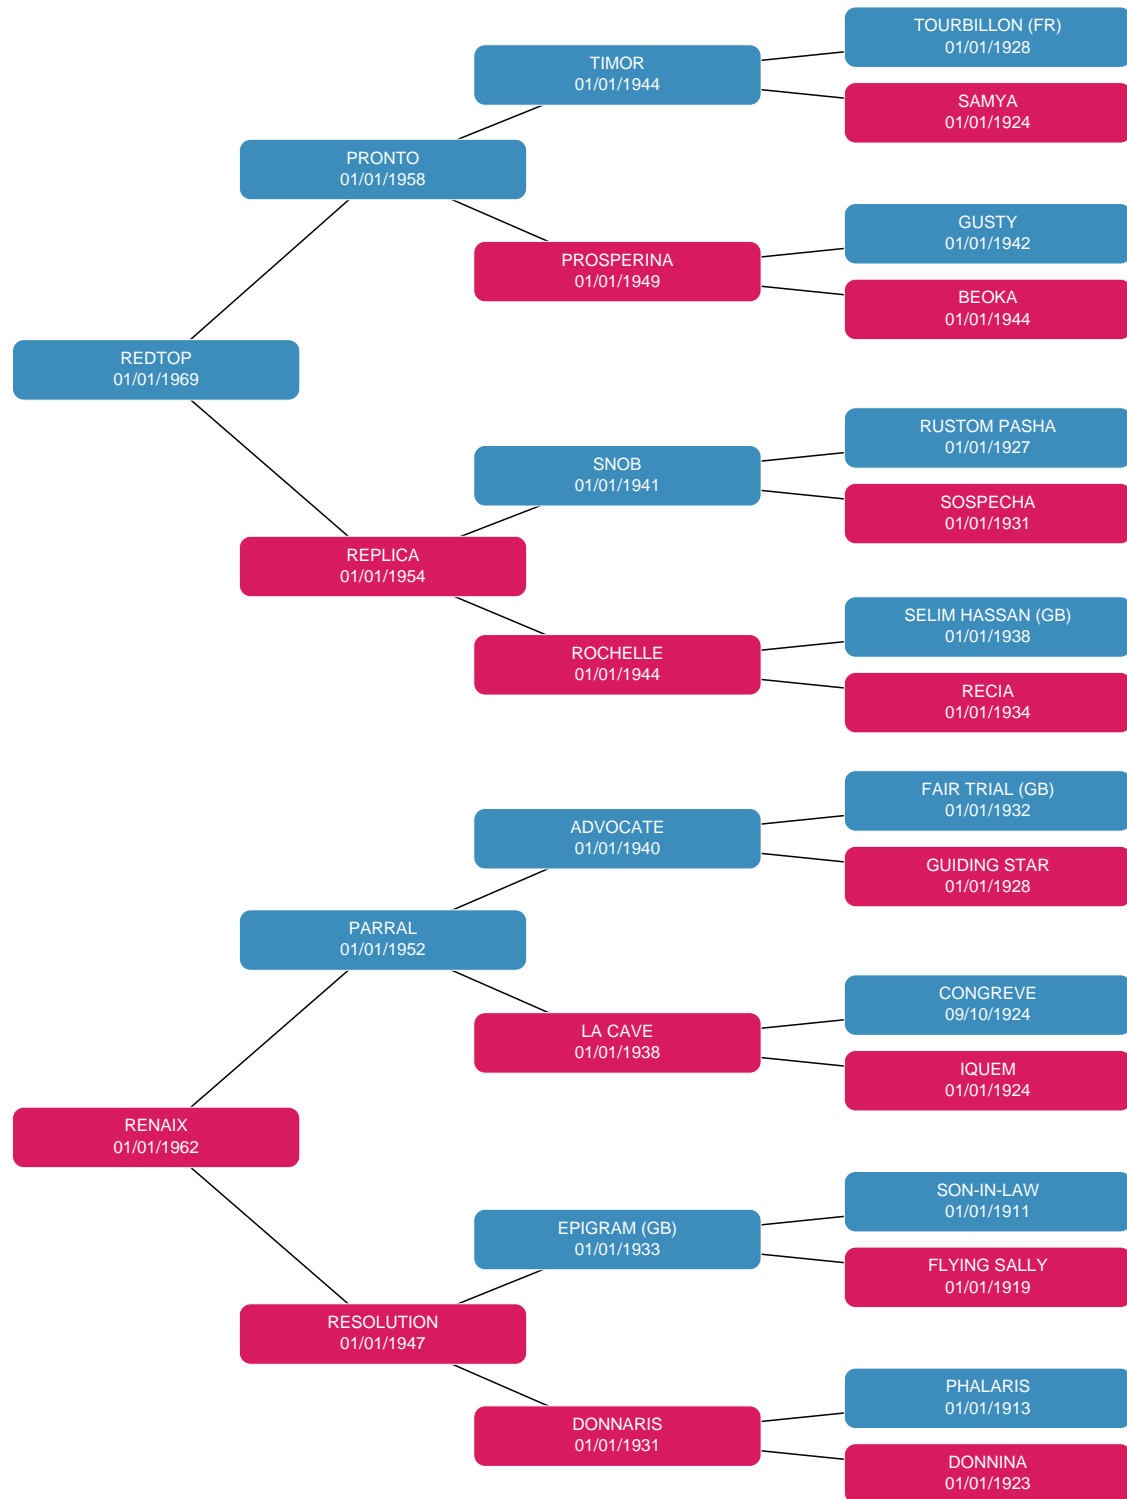 TOURBILLON (FR)
01/01/1928
TIMOR
01/01/1944
SAMYA
01/01/1924
PRONTO
01/01/1958
GUSTY
01/01/1942
PROSPERINA
01/01/1949
BEOKA
01/01/1944
REDTOP
01/01/1969
RUSTOM PASHA
01/01/1927
SNOB
01/01/1941
SOSPECHA
01/01/1931
REPLICA
01/01/1954
SELIM HASSAN (GB)
01/01/1938
ROCHELLE
01/01/1944
RECIA
01/01/1934
FAIR TRIAL (GB)
01/01/1932
ADVOCATE
01/01/1940
GUIDING STAR
01/01/1928
PARRAL
01/01/1952
CONGREVE
09/10/1924
LA CAVE
01/01/1938
IQUEM
01/01/1924
RENAIX
01/01/1962
SON-IN-LAW
01/01/1911
EPIGRAM (GB)
01/01/1933
FLYING SALLY
01/01/1919
RESOLUTION
01/01/1947
PHALARIS
01/01/1913
DONNARIS
01/01/1931
DONNINA
01/01/1923